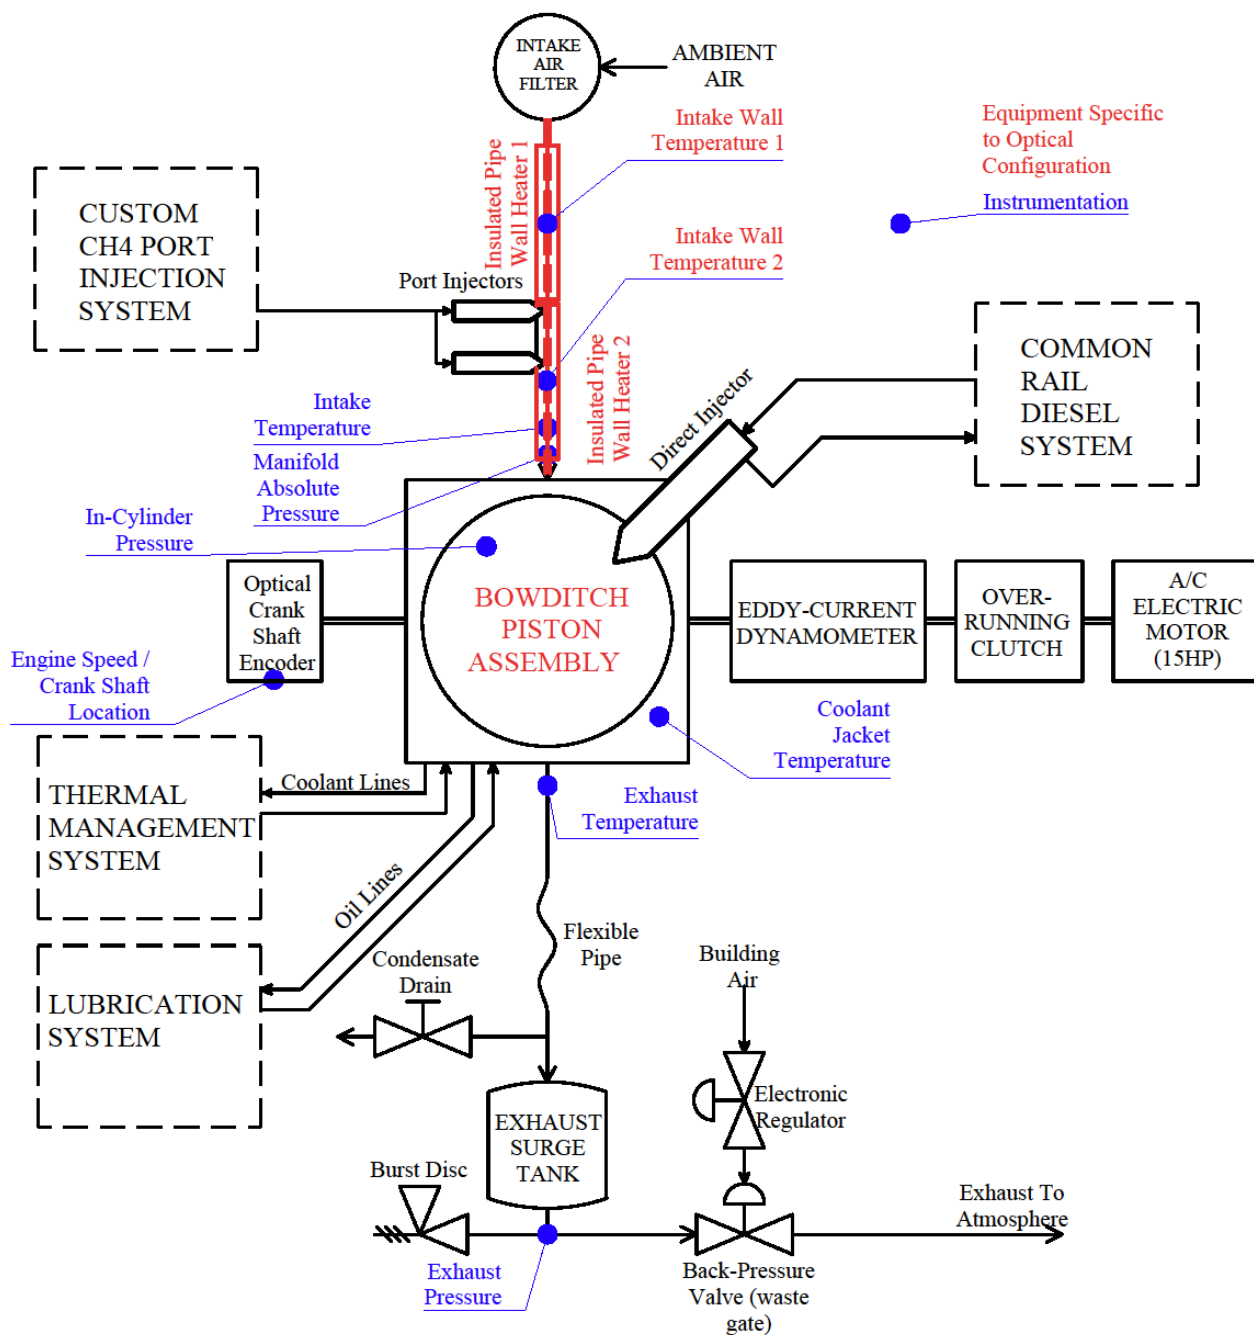 INTAKE
AIR
FILTER
AMBIENT
AIR
Intake Wall
Temperature 1
Equipment Specific
to Optical
Configuration
Instrumentation
Insulated Pipe
Wall Heater 1
CUSTOM
CH4 PORT
INJECTION
SYSTEM
Intake Wall
Temperature 2
Port Injectors
COMMON
RAIL
DIESEL
SYSTEM
Insulated Pipe
Wall Heater 2
Direct Injector
Intake
Temperature
Manifold
Absolute
Pressure
In-Cylinder
Pressure
Optical
Crank
Shaft
Encoder
BOWDITCH
PISTON
ASSEMBLY
EDDY-CURRENT
DYNAMOMETER
OVER-
RUNNING
CLUTCH
A/C
ELECTRIC
MOTOR
(15HP)
Engine Speed /
Crank Shaft
Location
Coolant
Jacket
Temperature
Coolant Lines
THERMAL
MANAGEMENT
SYSTEM
Exhaust
Temperature
Oil Lines
Flexible
Pipe
Condensate
Drain
Building
Air
LUBRICATION
SYSTEM
Electronic
Regulator
EXHAUST
SURGE
TANK
Burst Disc
Exhaust To
Atmosphere
Exhaust
Pressure
Back-Pressure
Valve (waste
gate)